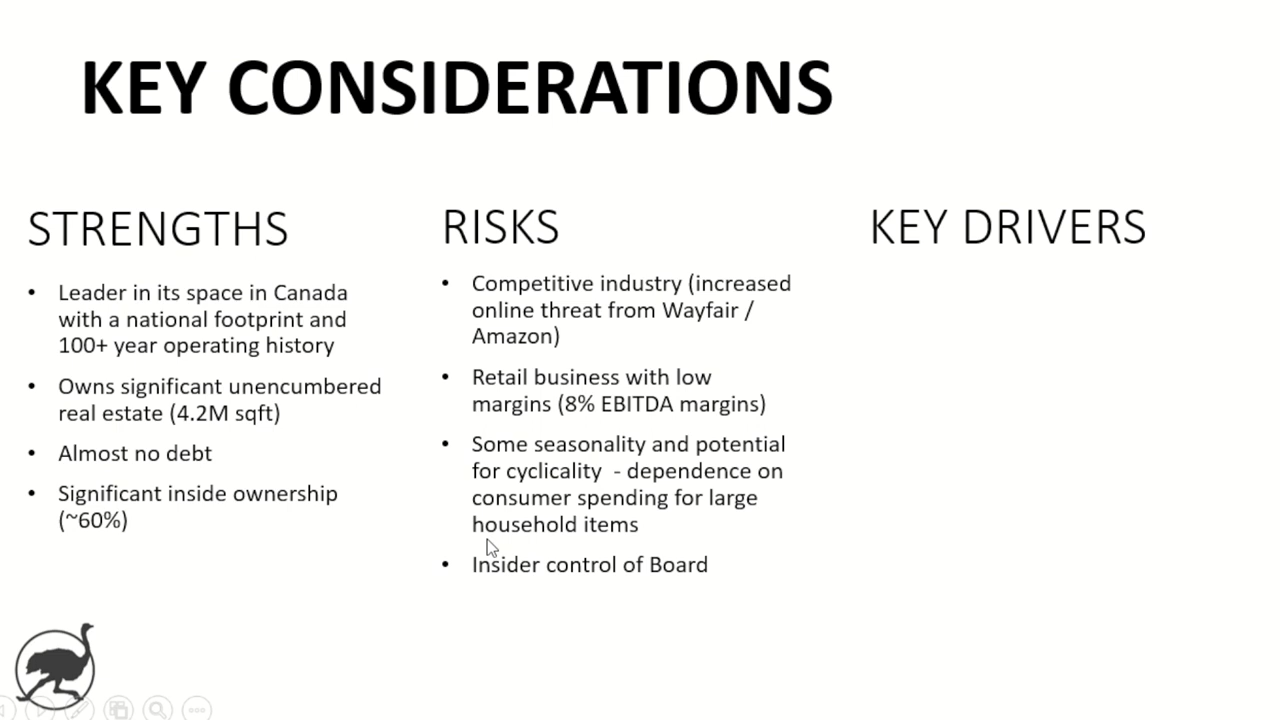 KEY CONSIDERATIONS
STRENGTHS
• Leader in its space in Canada
with a national footprint and
100+ year operating history
• Owns significant unencumbered
real estate (4.2M sqft)
• Almost no debt
• Significant inside ownership
(~60%)
RISKS
• Competitive industry (increased
online threat from Wayfair /
Amazon)
• Retail business with low
margins (8% EBITDA margins)
• Some seasonality and potential
for cyclicality  - dependence on
consumer spending for large
household items
• Insider control of Board
KEY DRIVERS